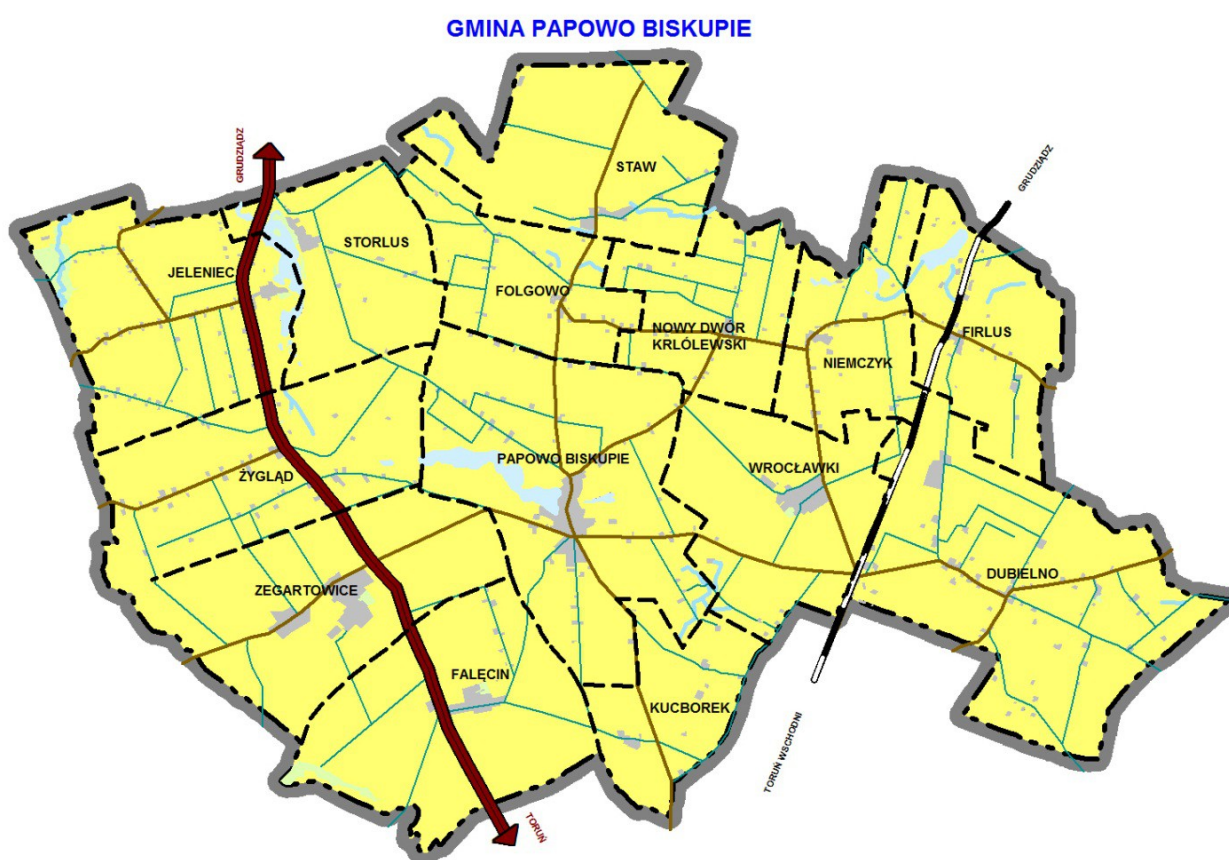 GMINA PAPOWO BISKUPIE
GRUDZIĄDZ
GRUDZIĄDZ
STAW
STORLUS
JELENIEC
FOLGOWO
NOWY DWÓR
KRLÓLEWSKI
FIRLUS
NIEMCZYK
PAPOWO BISKUPIE
WROCŁAWKI
ŻYGLĄD
DUBIELNO
ZEGARTOWICE
FALĘCIN
KUCBOREK
TORUŃ WSCHODNI
TORUŃ